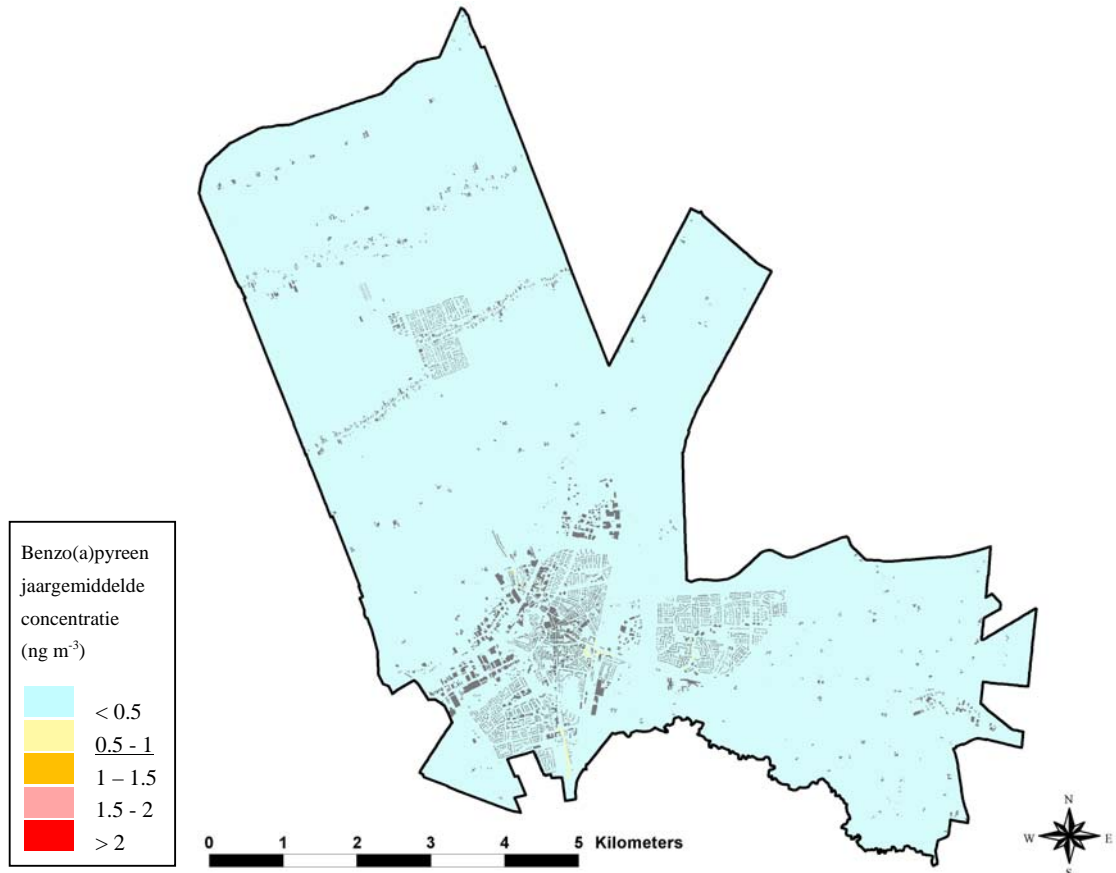 Benzo(a)pyreen
jaargemiddelde
concentratie
(ng m⁻³)
< 0.5
0.5 - 1
1 – 1.5
1.5 - 2
> 2
0 1 2 3 4 5 Kilometers
N
W E
S